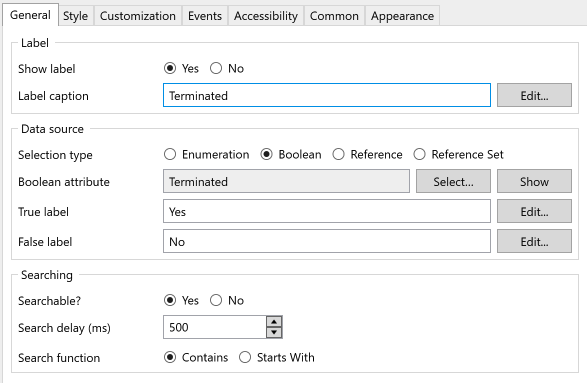 General Style Customization Events Accessibility Common Appearance
Label
Show label Yes No
Label caption Terminated Edit...
Data source
Selection type Enumeration Boolean Reference Reference Set
Boolean attribute Terminated Select... Show
True label Yes Edit...
False label No Edit...
Searching
Searchable? Yes No
Search delay (ms) 500
Search function Contains Starts With